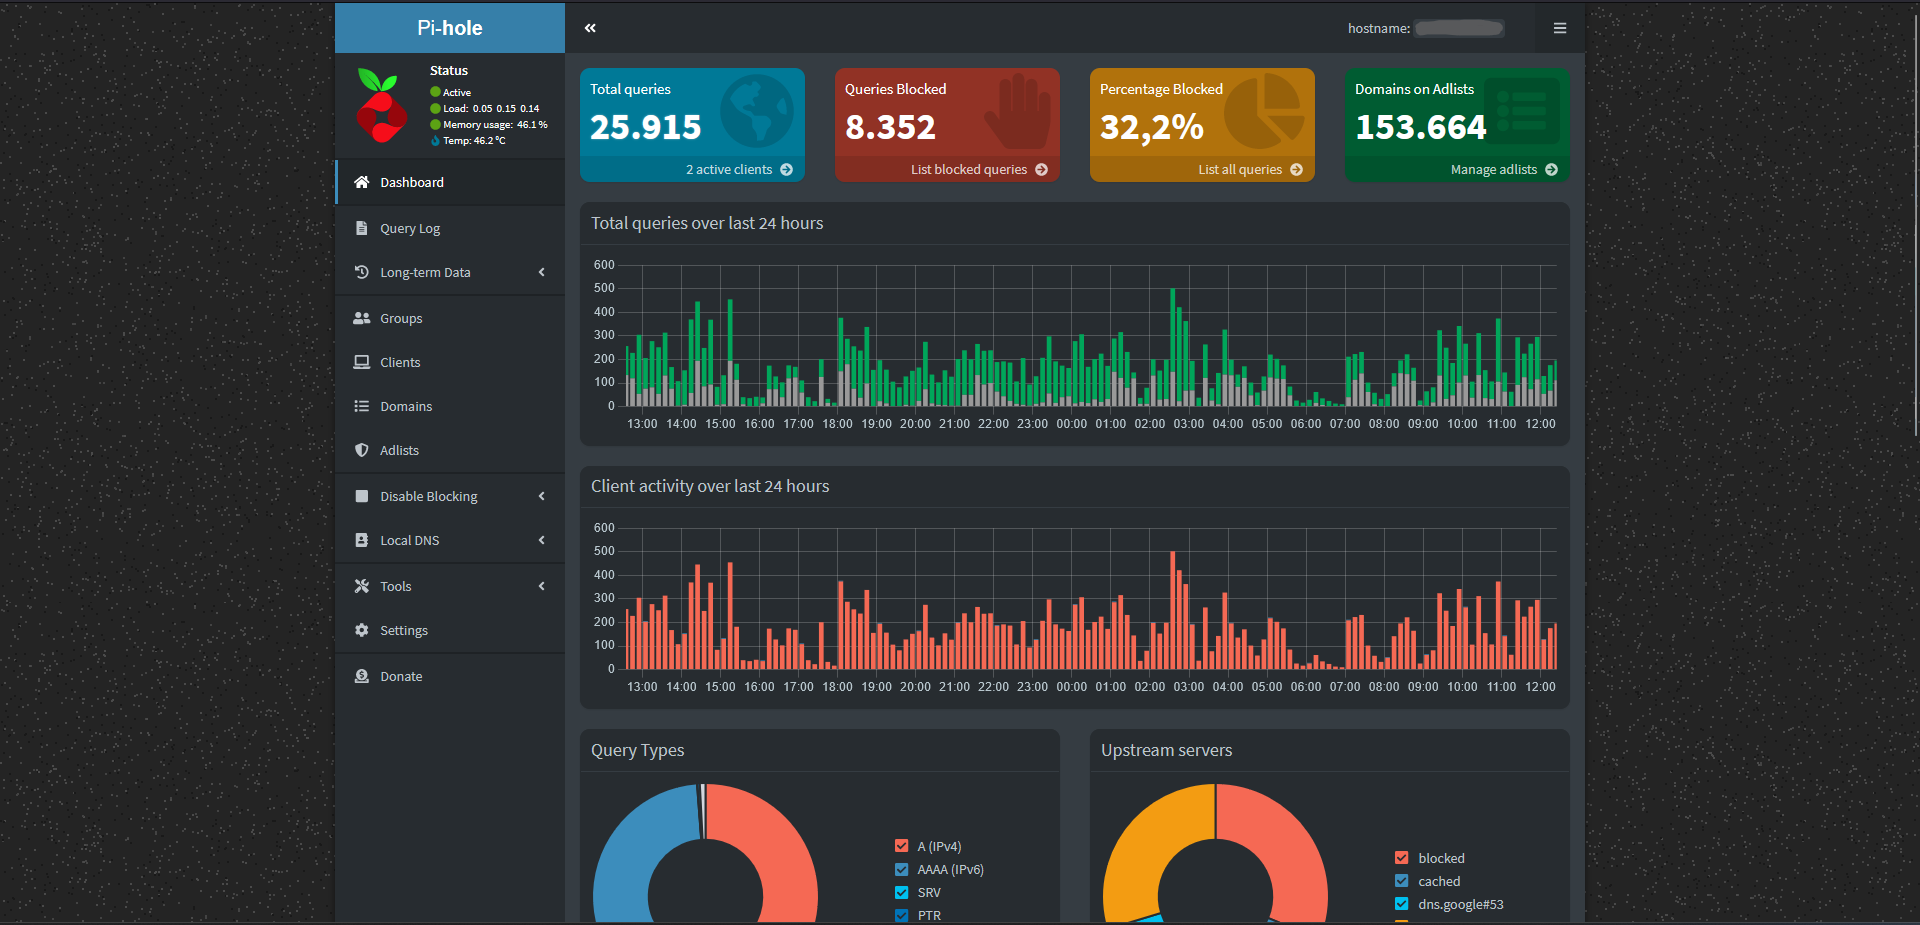 Pi-hole
hostname:
Status
Active
Load: 0.05 0.15 0.14
Memory usage: 46.1 %
Temp: 46.2 °C
Dashboard
Query Log
Long-term Data
Groups
Clients
Domains
Adlists
Disable Blocking
Local DNS
Tools
Settings
Donate
Total queries
25.915
2 active clients
Queries Blocked
8.352
List blocked queries
Percentage Blocked
32,2%
List all queries
Domains on Adlists
153.664
Manage adlists
Total queries over last 24 hours
600
500
400
300
200
100
0
13:00 14:00 15:00 16:00 17:00 18:00 19:00 20:00 21:00 22:00 23:00 00:00 01:00 02:00 03:00 04:00 05:00 06:00 07:00 08:00 09:00 10:00 11:00 12:00
Client activity over last 24 hours
600
500
400
300
200
100
0
13:00 14:00 15:00 16:00 17:00 18:00 19:00 20:00 21:00 22:00 23:00 00:00 01:00 02:00 03:00 04:00 05:00 06:00 07:00 08:00 09:00 10:00 11:00 12:00
Query Types
A (IPv4)
AAAA (IPv6)
SRV
PTR
Upstream servers
blocked
cached
dns.google#53